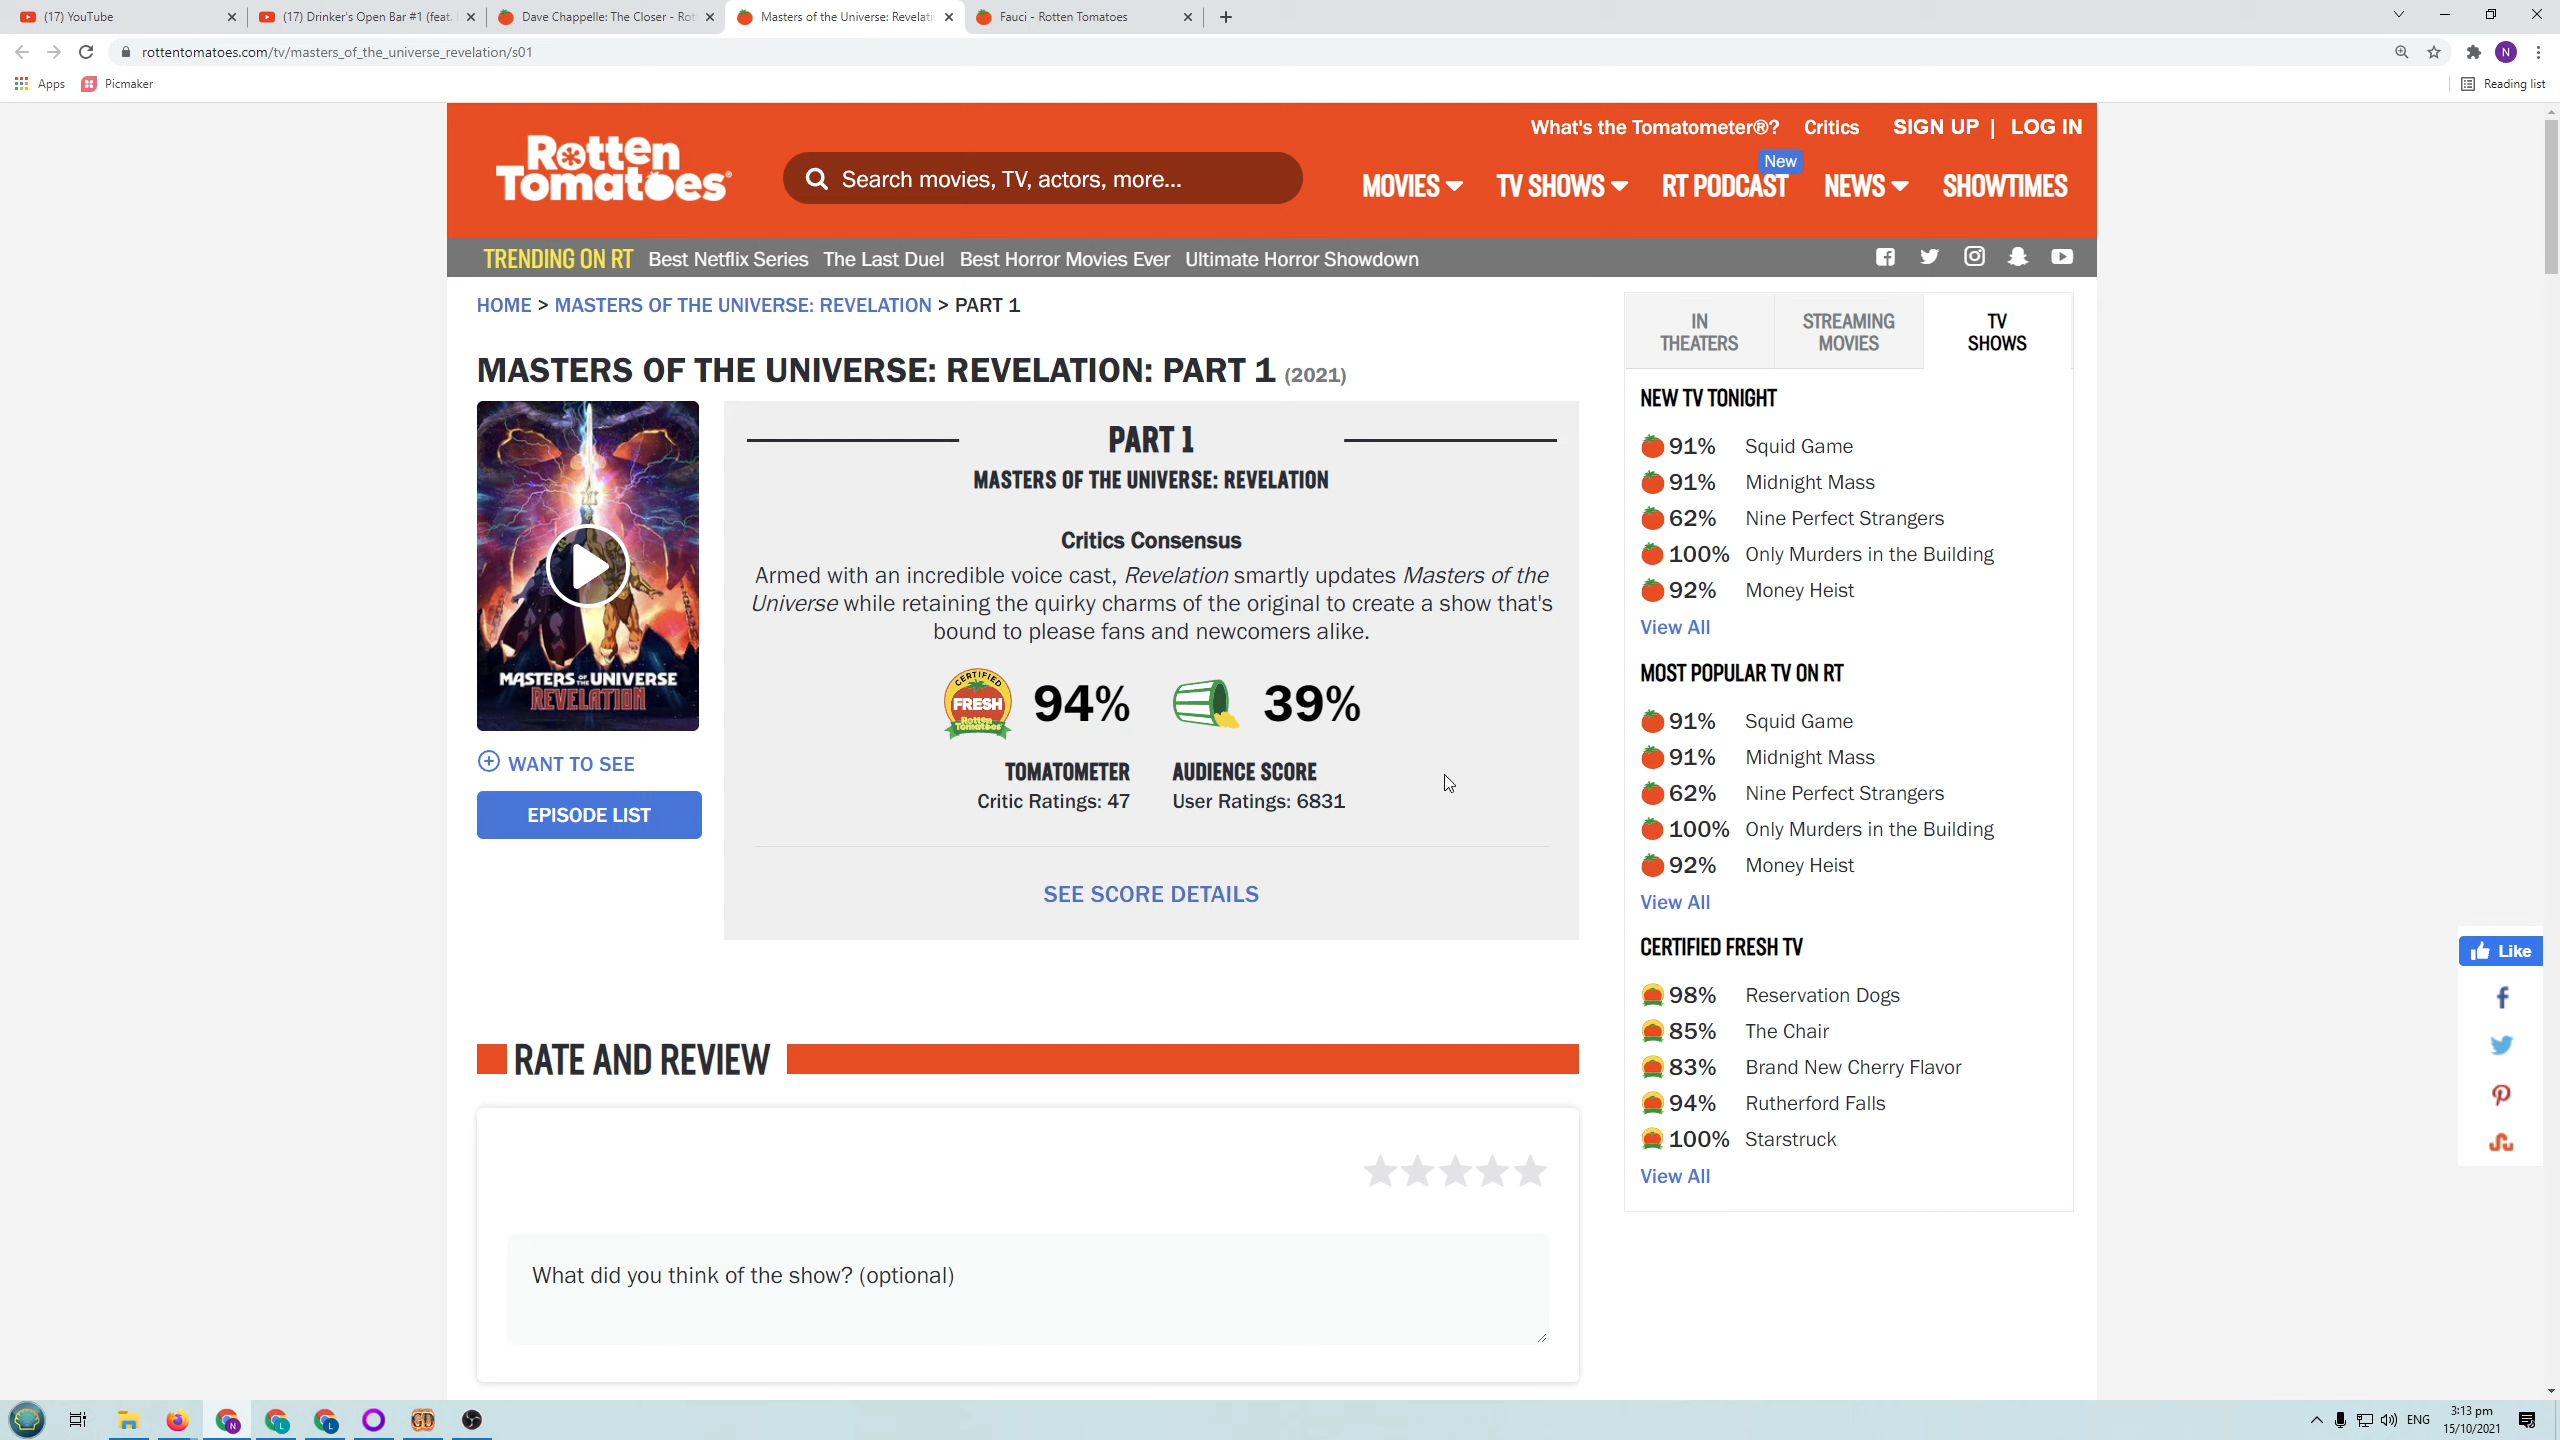 (17) YouTube
(17) Drinker's Open Bar #1 (feat.
Dave Chappelle: The Closer - Rot
Masters of the Universe: Revelati
Fauci - Rotten Tomatoes
rottentomatoes.com/tv/masters_of_the_universe_revelation/s01
N
Apps
Picmaker
Reading list
What's the Tomatometer®?
Critics
SIGN UP | LOG IN
Rotten
Tomatoes®
Search movies, TV, actors, more...
New
MOVIES
TV SHOWS
RT PODCAST
NEWS
SHOWTIMES
TRENDING ON RT
Best Netflix Series
The Last Duel
Best Horror Movies Ever
Ultimate Horror Showdown
HOME > MASTERS OF THE UNIVERSE: REVELATION > PART 1
MASTERS OF THE UNIVERSE: REVELATION: PART 1 (2021)
MASTERS OF THE UNIVERSE
REVELATION
WANT TO SEE
EPISODE LIST
PART 1
MASTERS OF THE UNIVERSE: REVELATION
Critics Consensus
Armed with an incredible voice cast, Revelation smartly updates Masters of the
Universe while retaining the quirky charms of the original to create a show that's
bound to please fans and newcomers alike.
CERTIFIED
FRESH
Rotten
Tomatoes
94%
39%
TOMATOMETER
Critic Ratings: 47
AUDIENCE SCORE
User Ratings: 6831
SEE SCORE DETAILS
RATE AND REVIEW
What did you think of the show? (optional)
IN
THEATERS
STREAMING
MOVIES
TV
SHOWS
NEW TV TONIGHT
91% Squid Game
91% Midnight Mass
62% Nine Perfect Strangers
100% Only Murders in the Building
92% Money Heist
View All
MOST POPULAR TV ON RT
91% Squid Game
91% Midnight Mass
62% Nine Perfect Strangers
100% Only Murders in the Building
92% Money Heist
View All
CERTIFIED FRESH TV
98% Reservation Dogs
85% The Chair
83% Brand New Cherry Flavor
94% Rutherford Falls
100% Starstruck
View All
Like
N
L
L
GD
ENG
3:13 pm
15/10/2021